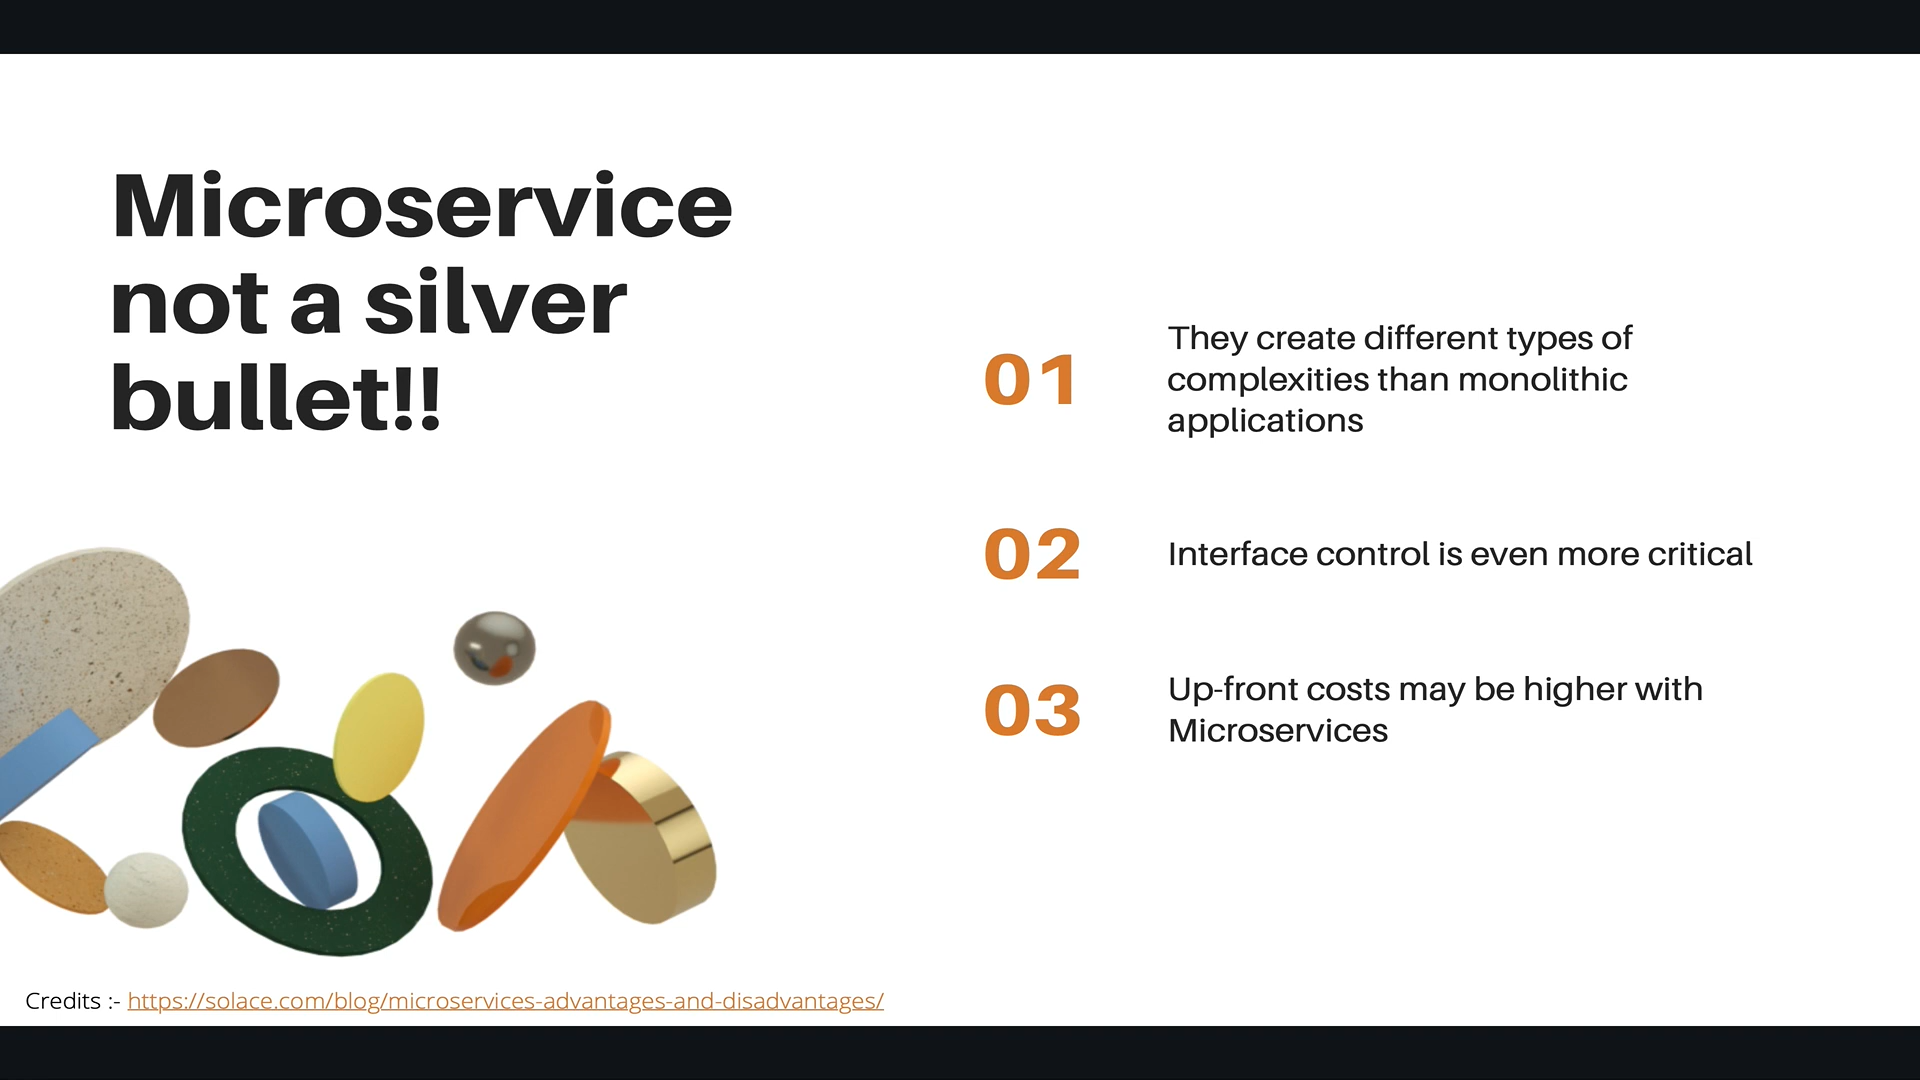 Microservice
not a silver
bullet!!
01
They create different types of
complexities than monolithic
applications
02
Interface control is even more critical
03
Up-front costs may be higher with
Microservices
Credits :- https://solace.com/blog/microservices-advantages-and-disadvantages/